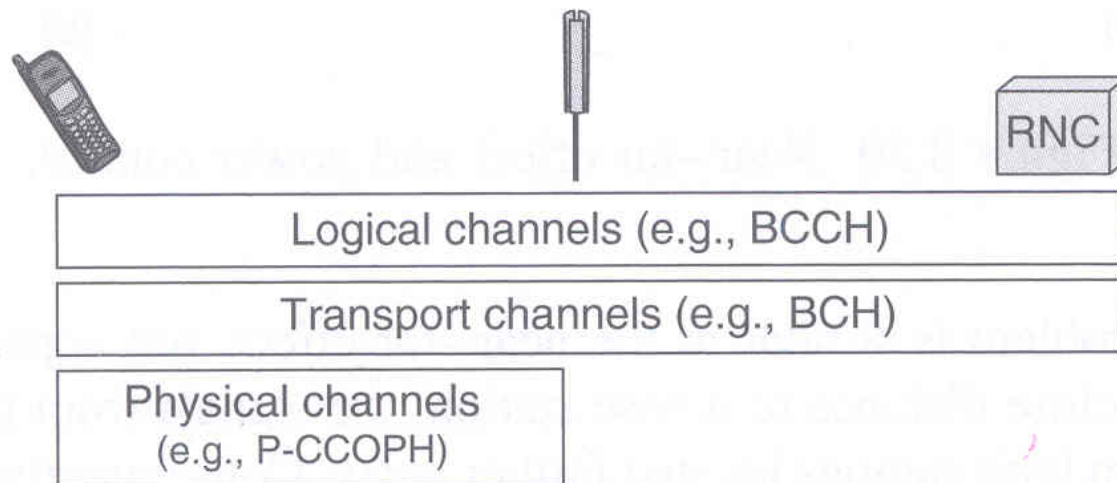 RNC
Logical channels (e.g., BCCH)
Transport channels (e.g., BCH)
Physical channels
(e.g., P-CCOPH)